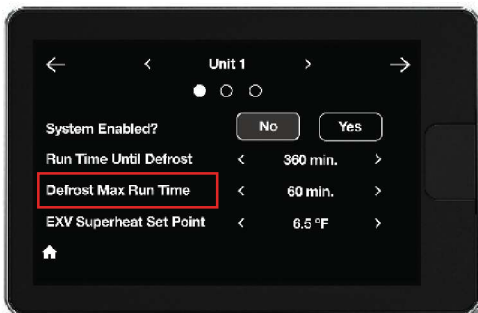 Unit 1
System Enabled? No Yes
Run Time Until Defrost 360 min.
Defrost Max Run Time 60 min.
EXV Superheat Set Point 6.5 ºF